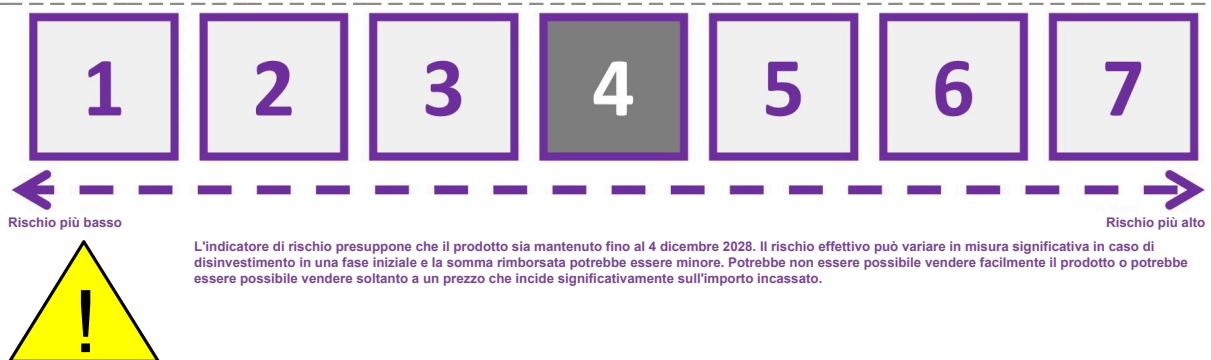 1 2 3 4 5 6 7
Rischio più basso Rischio più alto
L'indicatore di rischio presuppone che il prodotto sia mantenuto fino al 4 dicembre 2028. Il rischio effettivo può variare in misura significativa in caso di
disinvestimento in una fase iniziale e la somma rimborsata potrebbe essere minore. Potrebbe non essere possibile vendere facilmente il prodotto o potrebbe
essere possibile vendere soltanto a un prezzo che incide significativamente sull'importo incassato.
!